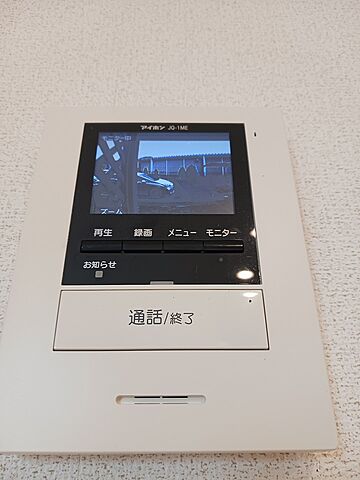 アイホン JQ-1ME
モニター中
ズーム
再生 録画 メニュー モニター
お知らせ
通話/終了